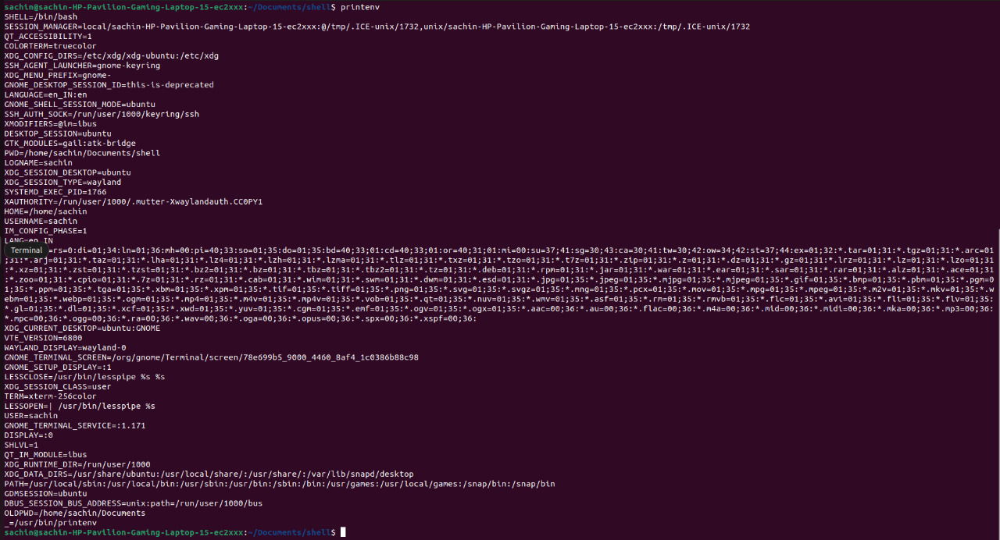 sachin@sachin-HP-Pavilion-Gaming-Laptop-15-ec2xxx:~/Documents/shell$ printenv
SHELL=/bin/bash
SESSION_MANAGER=local/sachin-HP-Pavilion-Gaming-Laptop-15-ec2xxx:@/tmp/.ICE-unix/1732,unix/sachin-HP-Pavilion-Gaming-Laptop-15-ec2xxx:/tmp/.ICE-unix/1732
QT_ACCESSIBILITY=1
COLORTERM=truecolor
XDG_CONFIG_DIRS=/etc/xdg/xdg-ubuntu:/etc/xdg
SSH_AGENT_LAUNCHER=gnome-keyring
XDG_MENU_PREFIX=gnome-
GNOME_DESKTOP_SESSION_ID=this-is-deprecated
LANGUAGE=en_IN:en
GNOME_SHELL_SESSION_MODE=ubuntu
SSH_AUTH_SOCK=/run/user/1000/keyring/ssh
XMODIFIERS=@im=ibus
DESKTOP_SESSION=ubuntu
GTK_MODULES=gail:atk-bridge
PWD=/home/sachin/Documents/shell
LOGNAME=sachin
XDG_SESSION_DESKTOP=ubuntu
XDG_SESSION_TYPE=wayland
SYSTEMD_EXEC_PID=1766
XAUTHORITY=/run/user/1000/.mutter-Xwaylandauth.CC0PY1
HOME=/home/sachin
USERNAME=sachin
IM_CONFIG_PHASE=1
LANG=en_IN
Terminal =rs=0:di=01;34:ln=01;36:mh=00:pi=40;33:so=01;35:do=01;35:bd=40;33;01:cd=40;33;01:or=40;31;01:mi=00:su=37;41:sg=30;43:ca=30;41:tw=30;42:ow=34;42:st=37;44:ex=01;32:*.tar=01;31:*.tgz=01;31:*.arc=01
;31:*.arj=01;31:*.taz=01;31:*.lha=01;31:*.lz4=01;31:*.lzh=01;31:*.lzma=01;31:*.tlz=01;31:*.txz=01;31:*.tzo=01;31:*.t7z=01;31:*.zip=01;31:*.z=01;31:*.dz=01;31:*.gz=01;31:*.lrz=01;31:*.lz=01;31:*.lzo=01;31
:*.xz=01;31:*.zst=01;31:*.tzst=01;31:*.bz2=01;31:*.bz=01;31:*.tbz=01;31:*.tbz2=01;31:*.tz=01;31:*.deb=01;31:*.rpm=01;31:*.jar=01;31:*.war=01;31:*.ear=01;31:*.sar=01;31:*.rar=01;31:*.alz=01;31:*.ace=01;31
:*.zoo=01;31:*.cpio=01;31:*.7z=01;31:*.rz=01;31:*.cab=01;31:*.wim=01;31:*.swm=01;31:*.dwm=01;31:*.esd=01;31:*.jpg=01;35:*.jpeg=01;35:*.mjpg=01;35:*.mjpeg=01;35:*.gif=01;35:*.bmp=01;35:*.pbm=01;35:*.pgm=0
1;35:*.ppm=01;35:*.tga=01;35:*.xbm=01;35:*.xpm=01;35:*.tif=01;35:*.tiff=01;35:*.png=01;35:*.svg=01;35:*.svgz=01;35:*.mng=01;35:*.pcx=01;35:*.mov=01;35:*.mpg=01;35:*.mpeg=01;35:*.m2v=01;35:*.mkv=01;35:*.w
ebm=01;35:*.webp=01;35:*.ogm=01;35:*.mp4=01;35:*.m4v=01;35:*.mp4v=01;35:*.vob=01;35:*.qt=01;35:*.nuv=01;35:*.wmv=01;35:*.asf=01;35:*.rm=01;35:*.rmvb=01;35:*.flc=01;35:*.avi=01;35:*.fli=01;35:*.flv=01;35:
*.gl=01;35:*.dl=01;35:*.xcf=01;35:*.xwd=01;35:*.yuv=01;35:*.cgm=01;35:*.emf=01;35:*.ogv=01;35:*.ogx=01;35:*.aac=00;36:*.au=00;36:*.flac=00;36:*.m4a=00;36:*.mid=00;36:*.midi=00;36:*.mka=00;36:*.mp3=00;36:
*.mpc=00;36:*.ogg=00;36:*.ra=00;36:*.wav=00;36:*.oga=00;36:*.opus=00;36:*.spx=00;36:*.xspf=00;36:
XDG_CURRENT_DESKTOP=ubuntu:GNOME
VTE_VERSION=6800
WAYLAND_DISPLAY=wayland-0
GNOME_TERMINAL_SCREEN=/org/gnome/Terminal/screen/78e699b5_9000_4460_8af4_1c0386b88c98
GNOME_SETUP_DISPLAY=:1
LESSCLOSE=/usr/bin/lesspipe %s %s
XDG_SESSION_CLASS=user
TERM=xterm-256color
LESSOPEN=| /usr/bin/lesspipe %s
USER=sachin
GNOME_TERMINAL_SERVICE=:1.171
DISPLAY=:0
SHLVL=1
QT_IM_MODULE=ibus
XDG_RUNTIME_DIR=/run/user/1000
XDG_DATA_DIRS=/usr/share/ubuntu:/usr/local/share/:/usr/share/:/var/lib/snapd/desktop
PATH=/usr/local/sbin:/usr/local/bin:/usr/sbin:/usr/bin:/sbin:/bin:/usr/games:/usr/local/games:/snap/bin:/snap/bin
GDMSESSION=ubuntu
DBUS_SESSION_BUS_ADDRESS=unix:path=/run/user/1000/bus
OLDPWD=/home/sachin/Documents
_=/usr/bin/printenv
sachin@sachin-HP-Pavilion-Gaming-Laptop-15-ec2xxx:~/Documents/shell$